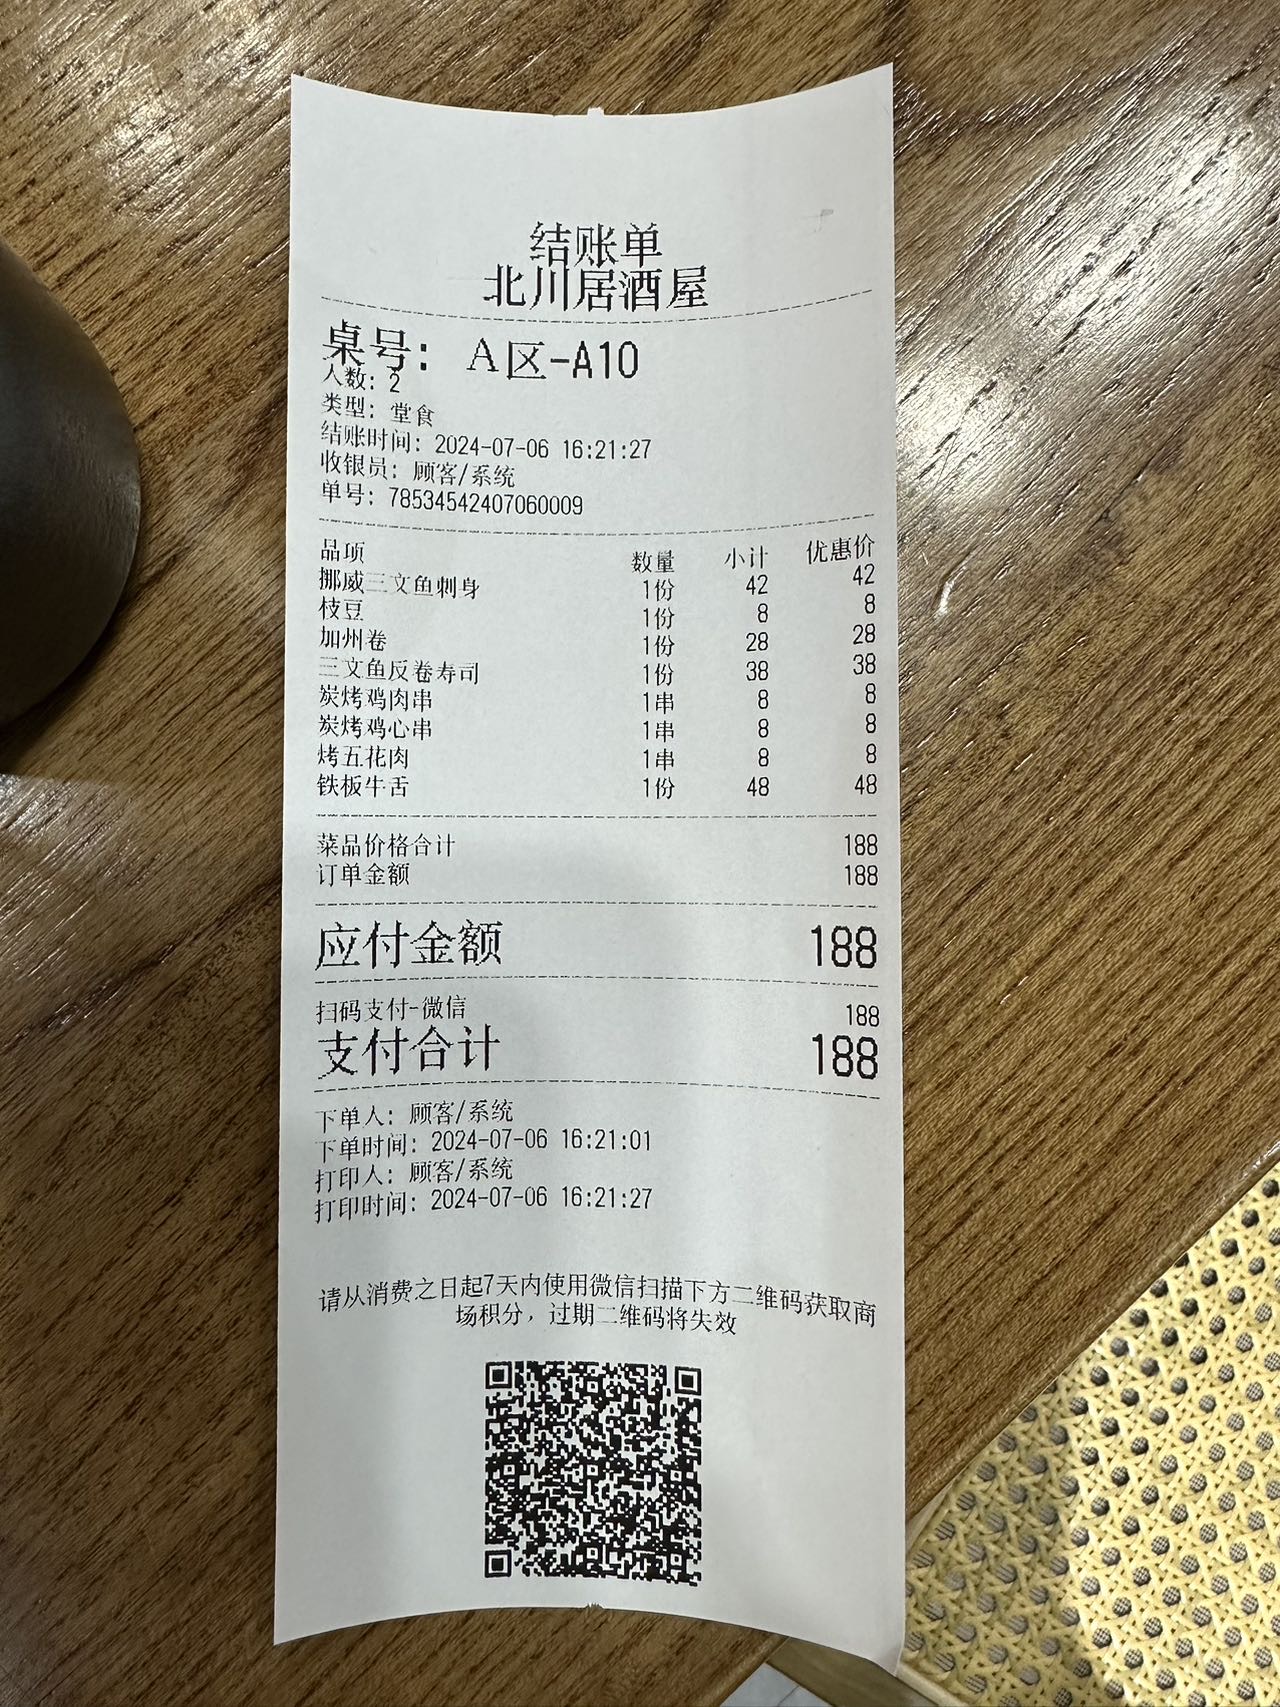 结账单
北川居酒屋
桌号: A区-A10
人数: 2
类型: 堂食
结账时间: 2024-07-06 16:21:27
收银员: 顾客/系统
单号: 78534542407060009
品项 数量 小计 优惠价
挪威三文鱼刺身 1份 42 42
枝豆 1份 8 8
加州卷 1份 28 28
三文鱼反卷寿司 1份 38 38
炭烤鸡肉串 1串 8 8
炭烤鸡心串 1串 8 8
烤五花肉 1串 8 8
铁板牛舌 1份 48 48
菜品价格合计 188
订单金额 188
应付金额 188
扫码支付-微信 188
支付合计 188
下单人: 顾客/系统
下单时间: 2024-07-06 16:21:01
打印人: 顾客/系统
打印时间: 2024-07-06 16:21:27
请从消费之日起7天内使用微信扫描下方二维码获取商
场积分，过期二维码将失效